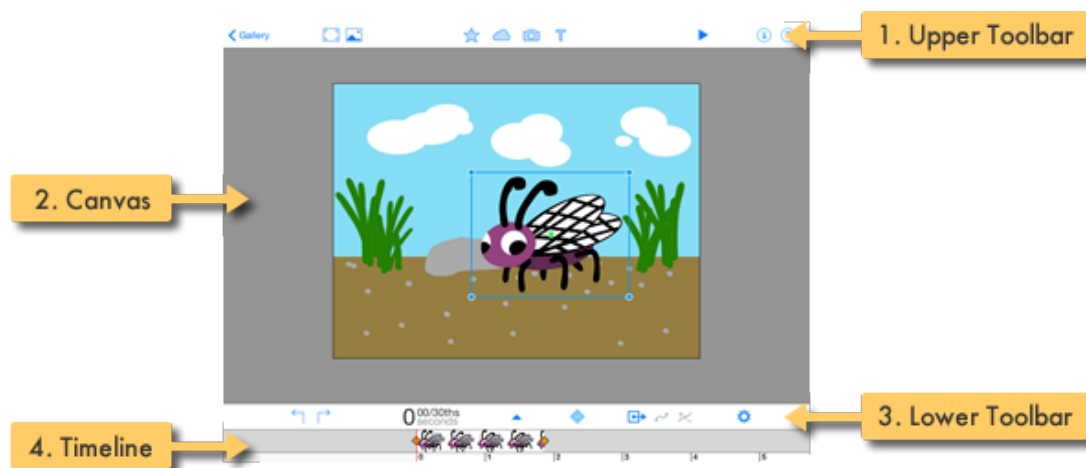 Gallery
T
1. Upper Toolbar
2. Canvas
0 00/30ths
seconds
3. Lower Toolbar
4. Timeline
0 1 2 3 4 5